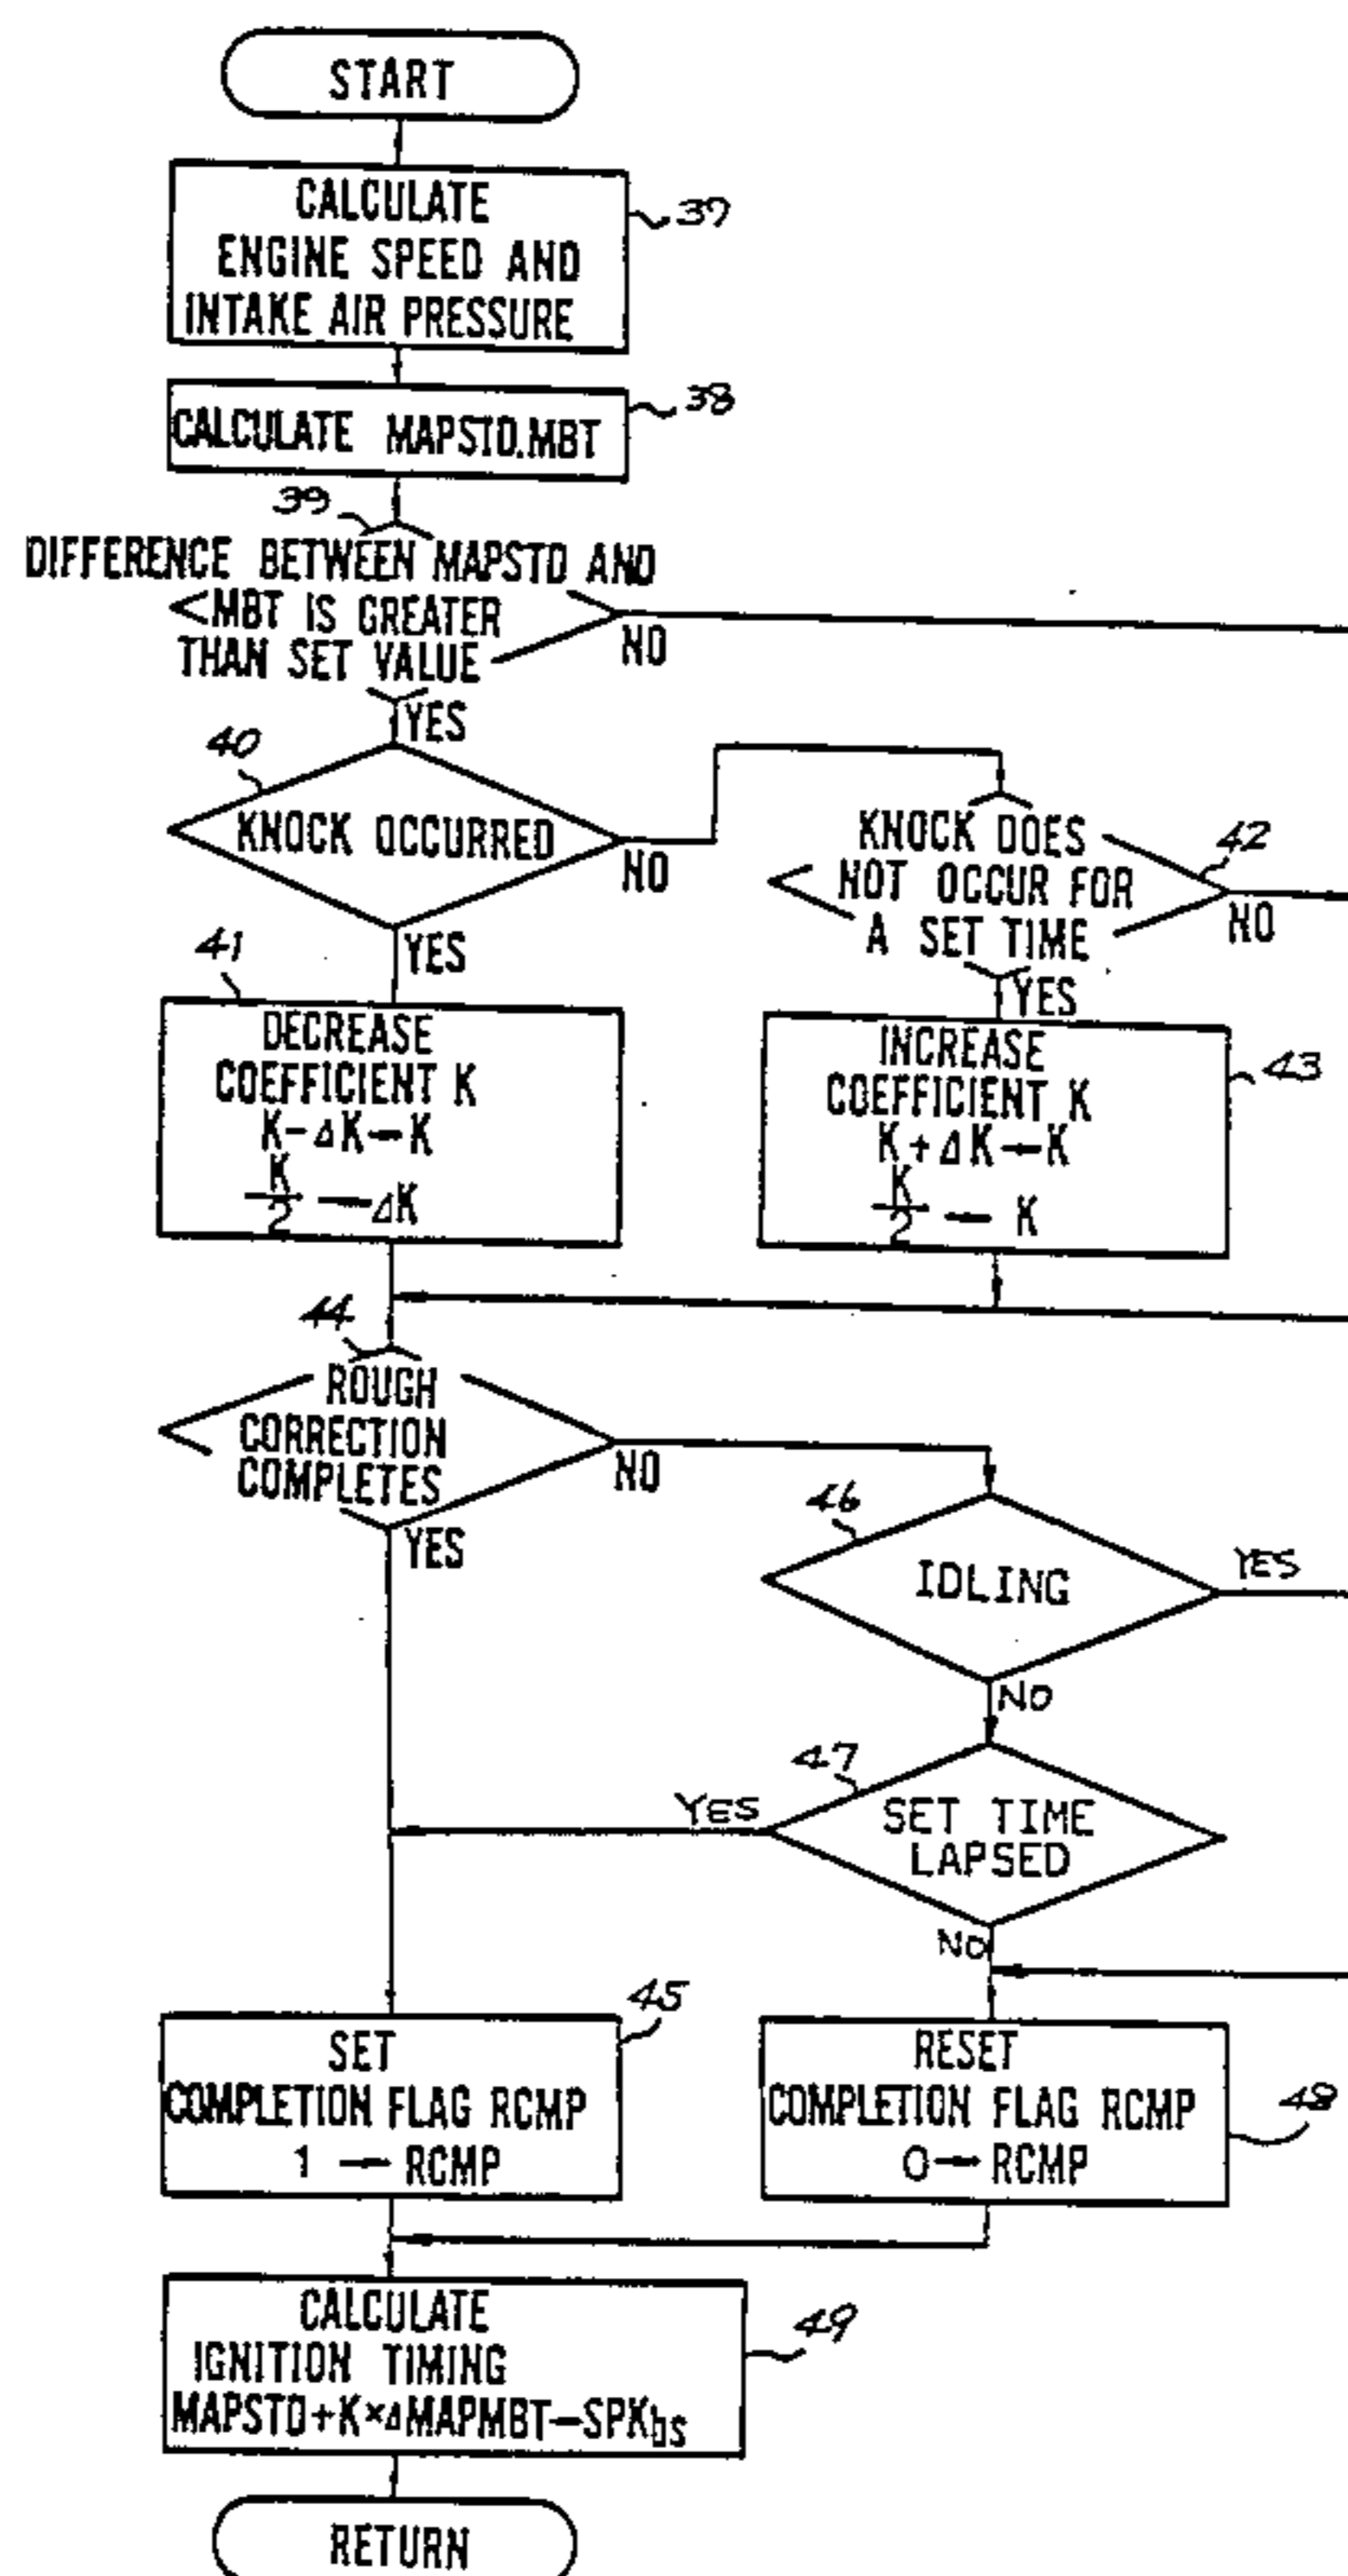 START
CALCULATE
ENGINE SPEED AND
INTAKE AIR PRESSURE
37
CALCULATE MAPSTD.MBT
38
39
DIFFERENCE BETWEEN MAPSTD AND
MBT IS GREATER
THAN SET VALUE
NO
YES
40
KNOCK OCCURRED
NO
YES
KNOCK DOES
NOT OCCUR FOR
A SET TIME
42
NO
YES
41
DECREASE
COEFFICIENT K
K-ΔK→K
K/2→ΔK
INCREASE
COEFFICIENT K
K+ΔK→K
K/2→K
43
44
ROUGH
CORRECTION
COMPLETES
NO
YES
46
IDLING
YES
NO
47
SET TIME
LAPSED
YES
NO
45
SET
COMPLETION FLAG RCMP
1→RCMP
RESET
COMPLETION FLAG RCMP
0→RCMP
48
CALCULATE
IGNITION TIMING
MAPSTD+K×ΔMAPMBT→SPKbs
49
RETURN